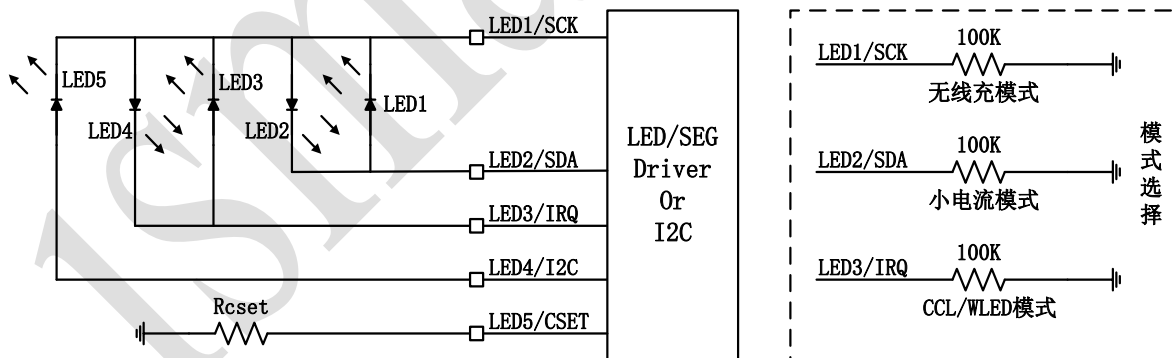 LED1/SCK
LED5
LED3
LED1
LED4
LED2
LED2/SDA
LED3/IRQ
LED4/I2C
Rcset
LED5/CSET
LED/SEG
Driver
Or
I2C
LED1/SCK
100K
无线充模式
LED2/SDA
100K
小电流模式
LED3/IRQ
100K
CCL/WLED模式
模
式
选
择